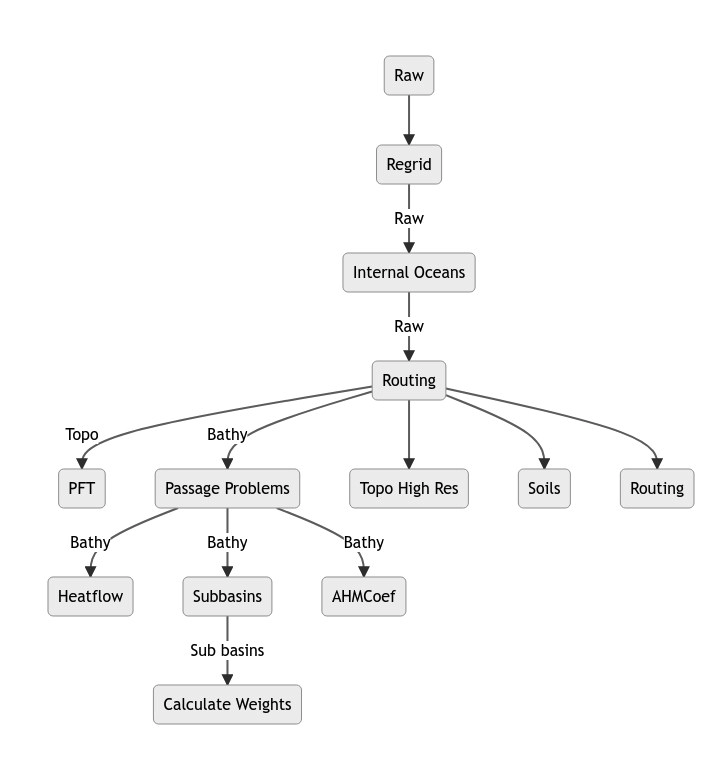 Raw
Regrid
Raw
Internal Oceans
Raw
Routing
Topo
Bathy
PFT
Passage Problems
Topo High Res
Soils
Routing
Bathy
Bathy
Bathy
Heatflow
Subbasins
AHMCoef
Sub basins
Calculate Weights